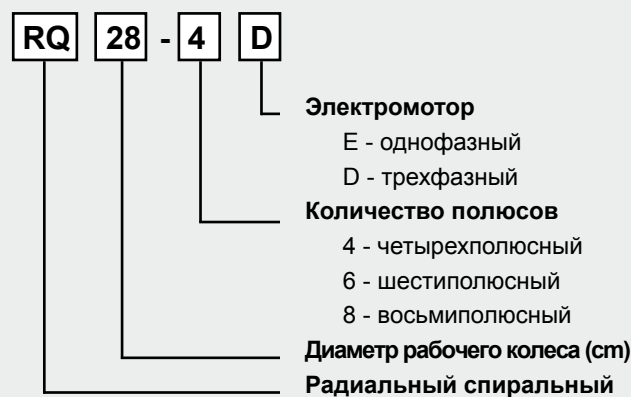 RQ 28 - 4 D
Электромотор
E - однофазный
D - трехфазный
Количество полюсов
4 - четырехполюсный
6 - шестиполюсный
8 - восьмиполюсный
Диаметр рабочего колеса (cm)
Радиальный спиральный